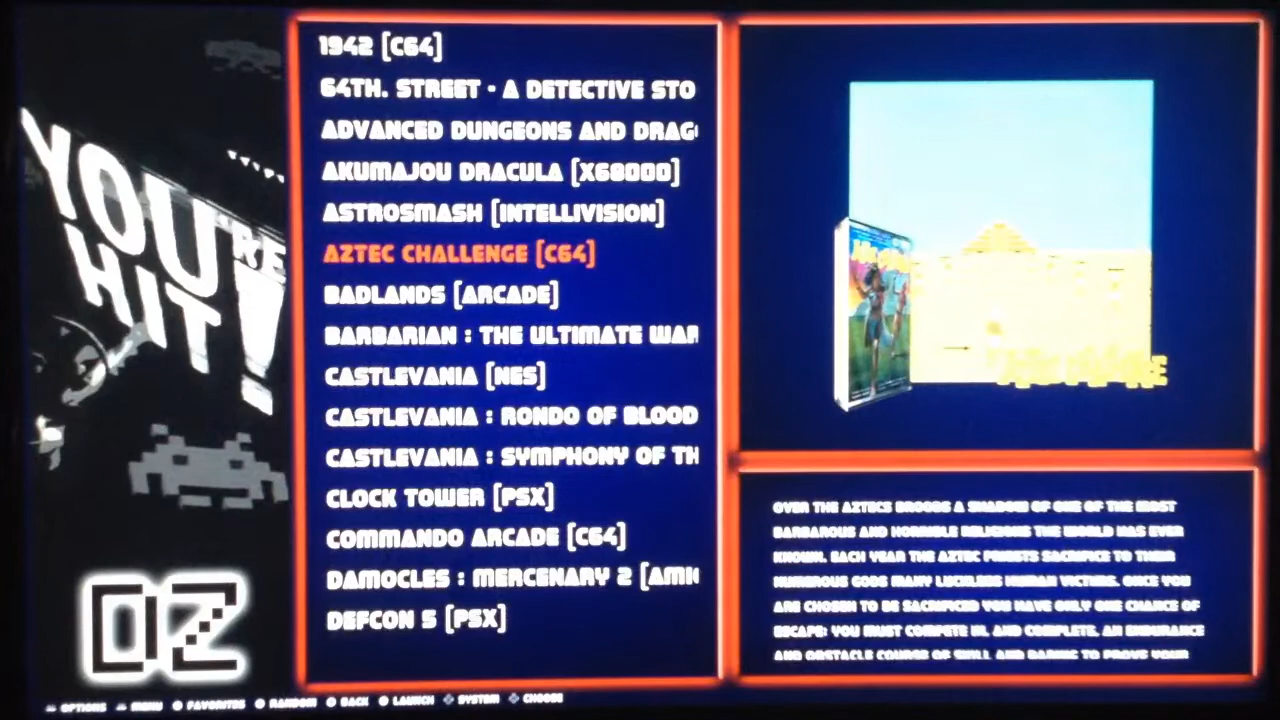 YOU'RE
HIT!
OZ
1942 [C64]
64TH. STREET - A DETECTIVE STO
ADVANCED DUNGEONS AND DRAG
AKUMAJOU DRACULA [X68000]
ASTROSMASH [INTELLIVISION]
AZTEC CHALLENGE [C64]
BADLANDS [ARCADE]
BARBARIAN : THE ULTIMATE WAR
CASTLEVANIA [NES]
CASTLEVANIA : RONDO OF BLOOD
CASTLEVANIA : SYMPHONY OF TH
CLOCK TOWER [PSX]
COMMANDO ARCADE [C64]
DAMOCLES : MERCENARY 2 [AMIG
DEFCON 5 [PSX]
OVER THE AZTECS BROODS A SHADOW OF ONE OF THE MOST
BARBAROUS AND HORRIBLE RELIGIONS THE WORLD HAS EVER
KNOWN. EACH YEAR THE AZTEC PRIESTS SACRIFICE TO THEIR
NUMEROUS GODS MANY LUCKLESS HUMAN VICTIMS. ONCE YOU
ARE CHOSEN TO BE SACRIFICED YOU HAVE ONLY ONE CHANCE OF
ESCAPE: YOU MUST COMPETE IN, AND COMPLETE, AN ENDURANCE
AND OBSTACLE COURSE OF SKILL AND DARING TO PROVE YOUR
OPTIONS MENU FAVORITES RANDOM BACK LAUNCH SYSTEM CHOOSE